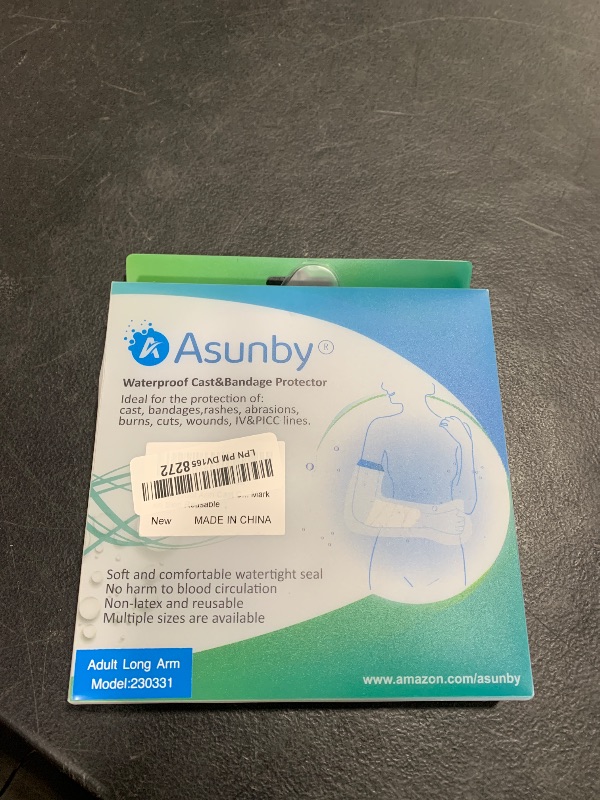 Asunby®
Waterproof Cast&Bandage Protector
Ideal for the protection of:
cast, bandages,rashes, abrasions,
burns, cuts, wounds, IV&PICC lines.
LPN PM DV165 8272
Mark
New MADE IN CHINA
Soft and comfortable watertight seal
No harm to blood circulation
Non-latex and reusable
Multiple sizes are available
Adult Long Arm
Model:230331
www.amazon.com/asunby